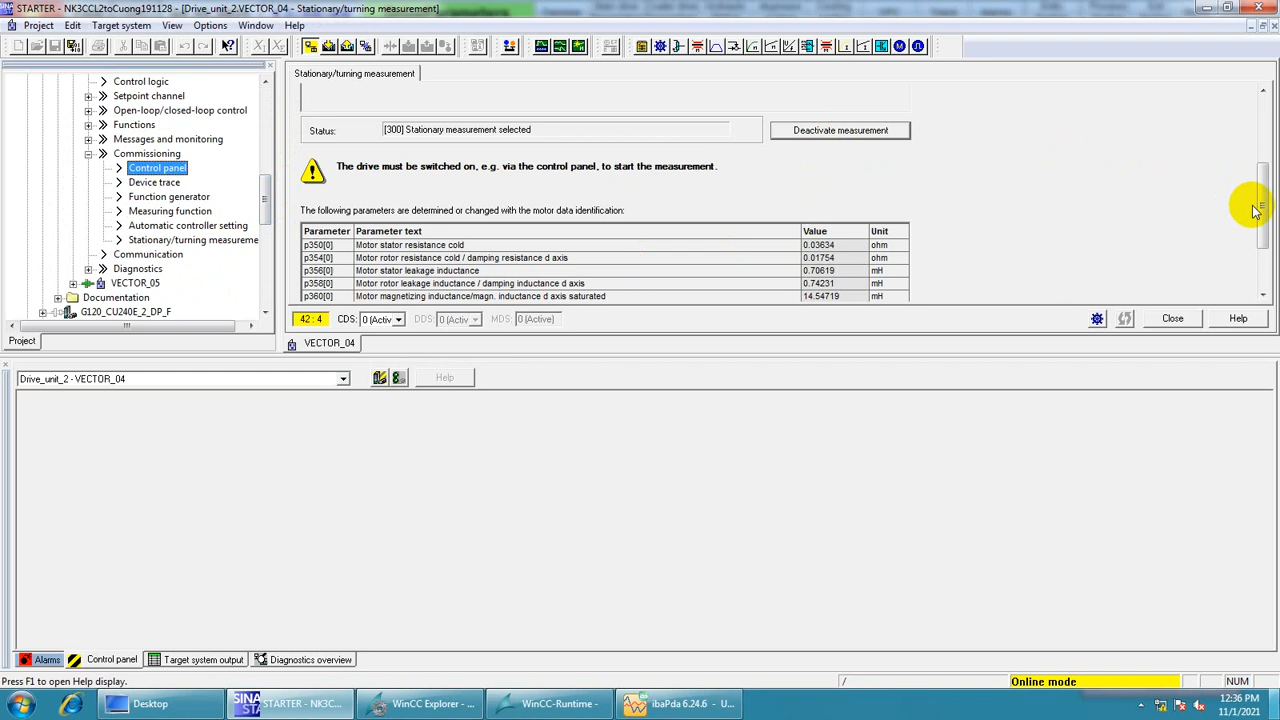 STARTER - NK3CCL2toCuong191128 - [Drive_unit_2.VECTOR_04 - Stationary/turning measurement]
Project Edit Target system View Options Window Help
Stationary/turning measurement
Control logic
Setpoint channel
Open-loop/closed-loop control
Functions
Messages and monitoring
Commissioning
Control panel
Device trace
Function generator
Measuring function
Automatic controller setting
Stationary/turning measureme
Communication
Diagnostics
VECTOR_05
Documentation
G120_CU240E_2_DP_F
Project
Status: [300] Stationary measurement selected Deactivate measurement
The drive must be switched on, e.g. via the control panel, to start the measurement.
The following parameters are determined or changed with the motor data identification:
Parameter Parameter text Value Unit
p350[0] Motor stator resistance cold 0.03634 ohm
p354[0] Motor rotor resistance cold / damping resistance d axis 0.01754 ohm
p356[0] Motor stator leakage inductance 0.70619 mH
p358[0] Motor rotor leakage inductance / damping inductance d axis 0.74231 mH
p360[0] Motor magnetizing inductance/magn. inductance d axis saturated 14.54719 mH
42 : 4 CDS: 0 (Activ DDS: 0 (Activ MDS: 0 (Active) Close Help
VECTOR_04
Drive_unit_2 - VECTOR_04 Help
Alarms Control panel Target system output Diagnostics overview
Press F1 to open Help display. / Online mode NUM
Desktop STARTER - NK3C... WinCC Explorer - ... WinCC-Runtime - ibaPda 6.24.6 - U... 12:36 PM
11/1/2021